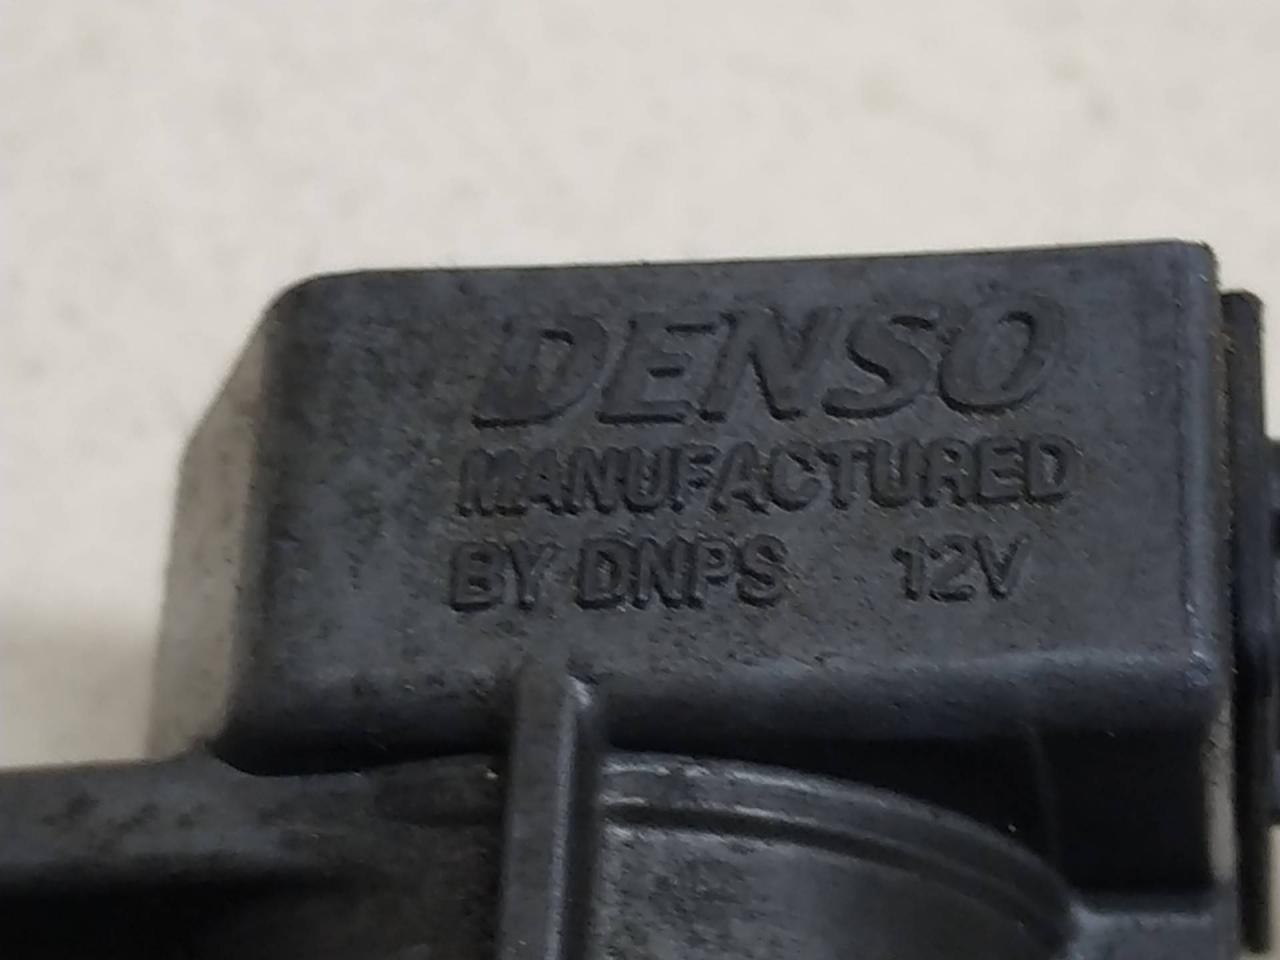 DENSO
MANUFACTURED
BY DNPS 12V